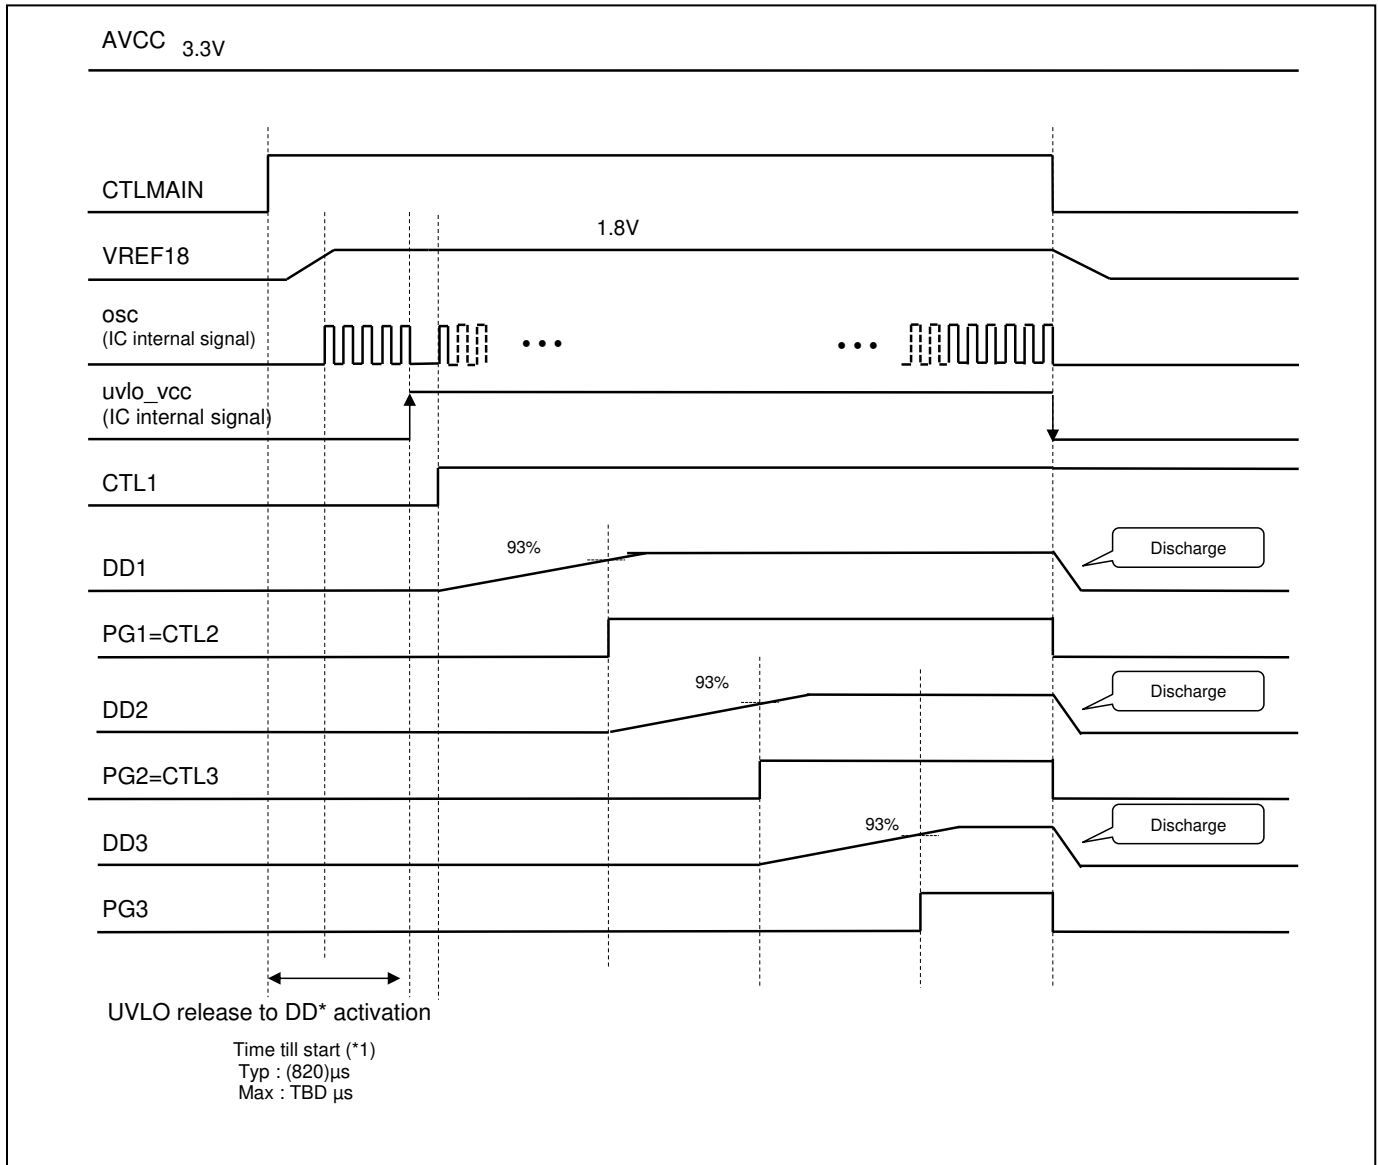 AVCC 3.3V
CTLMAIN
1.8V
VREF18
osc
(IC internal signal)
uvlo_vcc
(IC internal signal)
CTL1
93%
Discharge
DD1
PG1=CTL2
93%
Discharge
DD2
PG2=CTL3
93%
Discharge
DD3
PG3
UVLO release to DD* activation
Time till start (*1)
Typ : (820)µs
Max : TBD µs